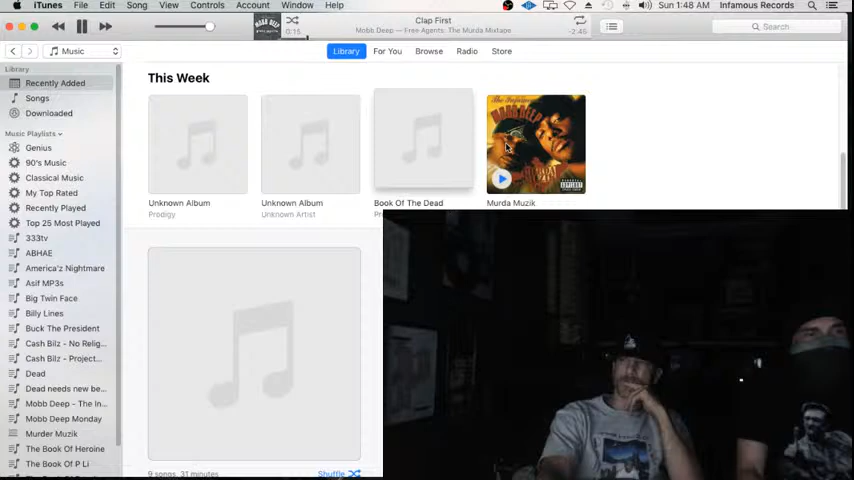 iTunes File Edit Song View Controls Account Window Help
Sun 1:48 AM Infamous Records
Clap First
0:15 Mobb Deep — Free Agents: The Murda Mixtape -2:45
Search
Music
Library For You Browse Radio Store
Library
Recently Added
Songs
Downloaded
Music Playlists
Genius
90's Music
Classical Music
My Top Rated
Recently Played
Top 25 Most Played
333tv
ABHAE
America'z Nightmare
Asif MP3s
Big Twin Face
Billy Lines
Buck The President
Cash Bilz - No Relig...
Cash Bilz - Project...
Dead
Dead needs new be...
Mobb Deep - The In...
Mobb Deep Monday
Murder Muzik
The Book Of Heroine
The Book Of P Li
This Week
MOBB DEEP
Unknown Album
Prodigy
Unknown Album
Unknown Artist
Book Of The Dead
Murda Muzik
9 songs, 31 minutes
Shuffle